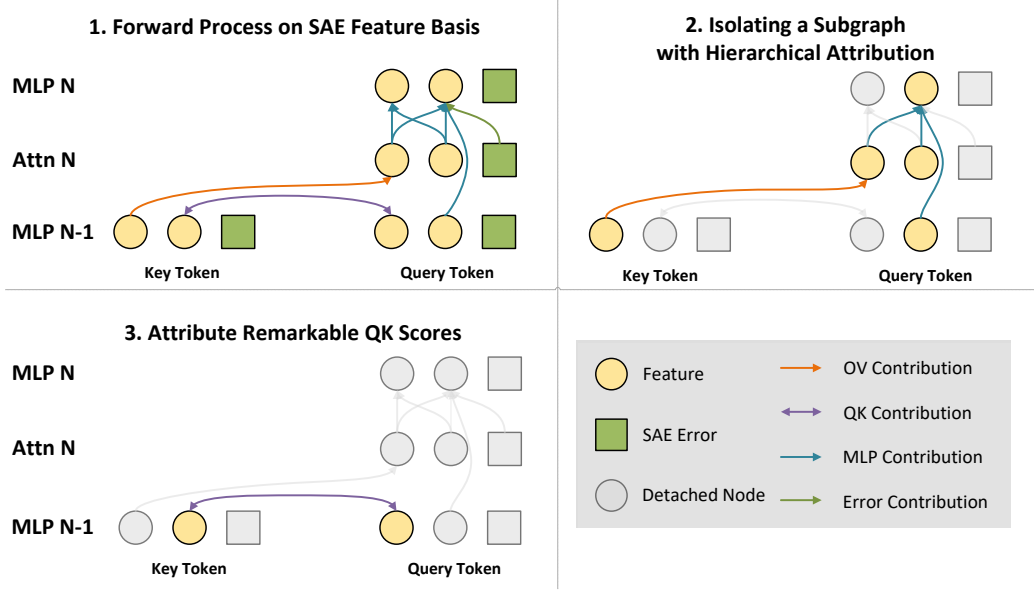 1. Forward Process on SAE Feature Basis
MLP N
Attn N
MLP N-1
Key Token
Query Token
2. Isolating a Subgraph
with Hierarchical Attribution
Key Token
Query Token
3. Attribute Remarkable QK Scores
MLP N
Attn N
MLP N-1
Key Token
Query Token
Feature
SAE Error
Detached Node
OV Contribution
QK Contribution
MLP Contribution
Error Contribution